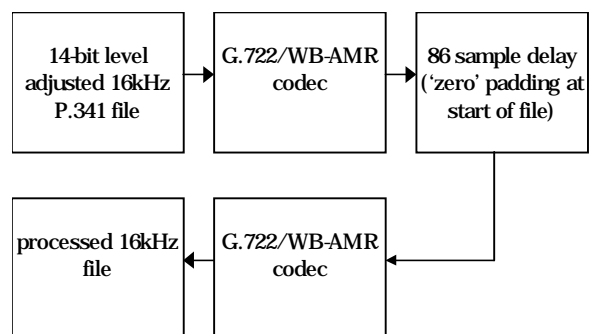 14-bit level
adjusted 16kHz
P.341 file
G.722/WB-AMR
codec
86 sample delay
(‘zero’ padding at
start of file)
processed 16kHz
file
G.722/WB-AMR
codec